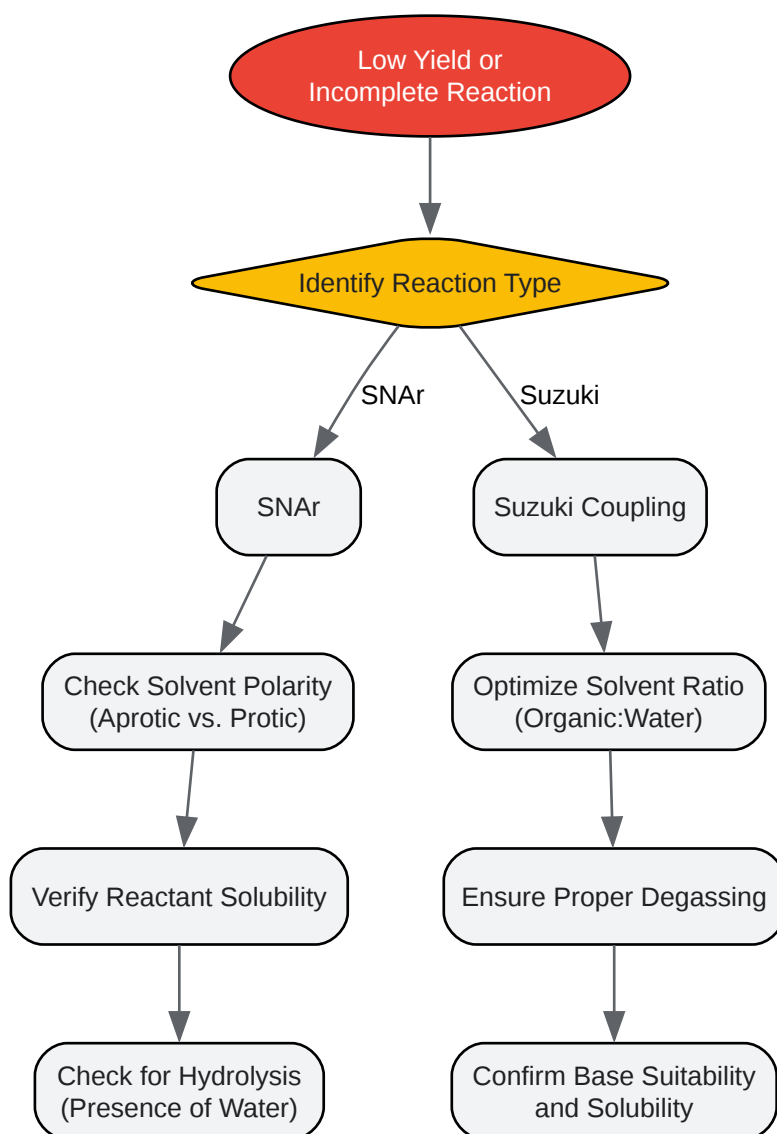 Low Yield or
Incomplete Reaction
Identify Reaction Type
SNAr
Suzuki
SNAr
Suzuki Coupling
Check Solvent Polarity
(Aprotic vs. Protic)
Optimize Solvent Ratio
(Organic:Water)
Verify Reactant Solubility
Ensure Proper Degassing
Check for Hydrolysis
(Presence of Water)
Confirm Base Suitability
and Solubility